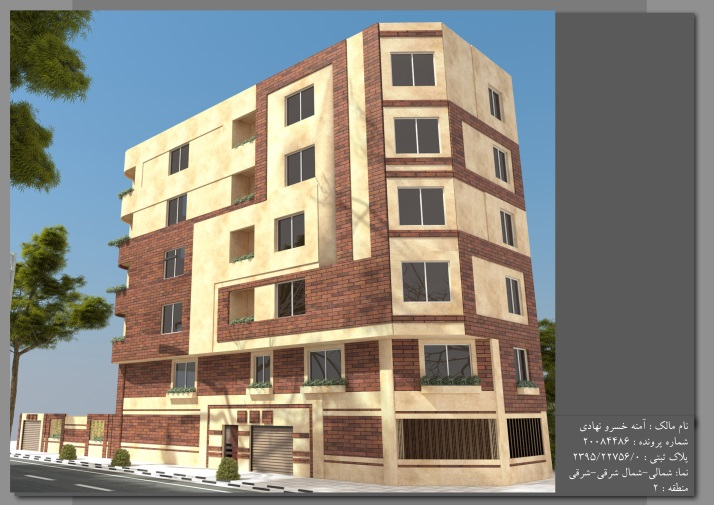 نام مالک : آمنه خسرو نهادی
شماره پرونده : ۲۰۰۸۴۴۸۶
پلاک ثبتی : ۲۳۹۵/۲۲۷۵۶/۰
نما: شمالی-شمال شرقی-شرقی
منطقه : ۲